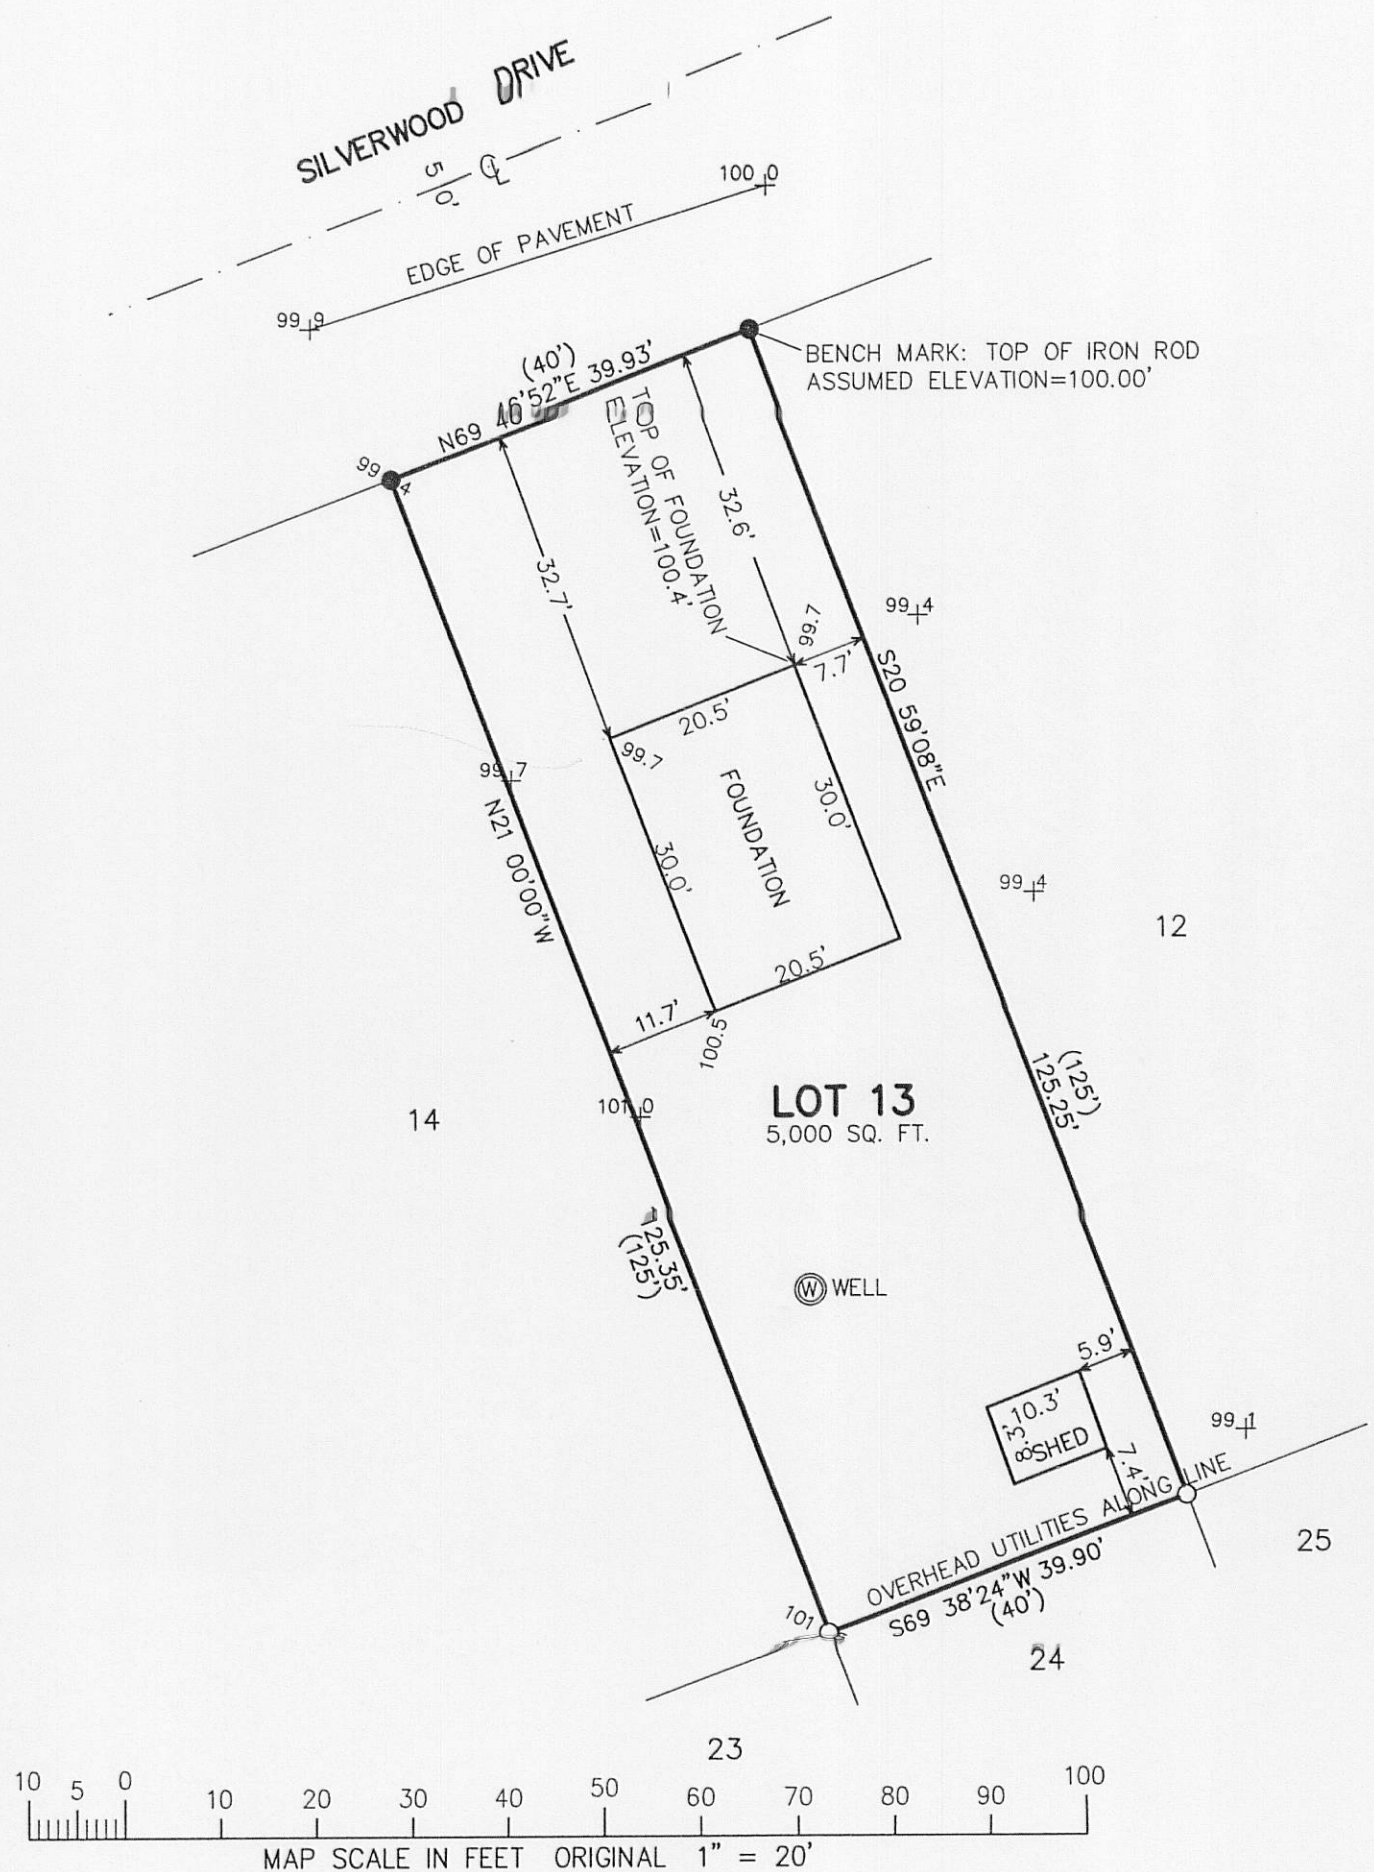 SILVERWOOD DRIVE
50'
100.0
EDGE OF PAVEMENT
99.9
BENCH MARK: TOP OF IRON ROD
ASSUMED ELEVATION=100.00'
(40')
N69 46'52"E 39.93'
99.4
TOP OF FOUNDATION
ELEVATION=100.4'
32.6'
32.7'
99.7
7.7'
99.4
S20 59'08"E
20.5'
99.7
99.7
FOUNDATION
30.0'
30.0'
N21 00'00"W
99.4
12
20.5'
11.7'
100.5
(125')
125.25'
101.0
14
LOT 13
5,000 SQ. FT.
125.35'
(125')
W WELL
5.9'
10.3'
8.3'
SHED
7.4'
99.1
OVERHEAD UTILITIES ALONG LINE
S69 38'24"W 39.90'
(40')
101
25
24
23
10 5 0 10 20 30 40 50 60 70 80 90 100
MAP SCALE IN FEET ORIGINAL 1" = 20'